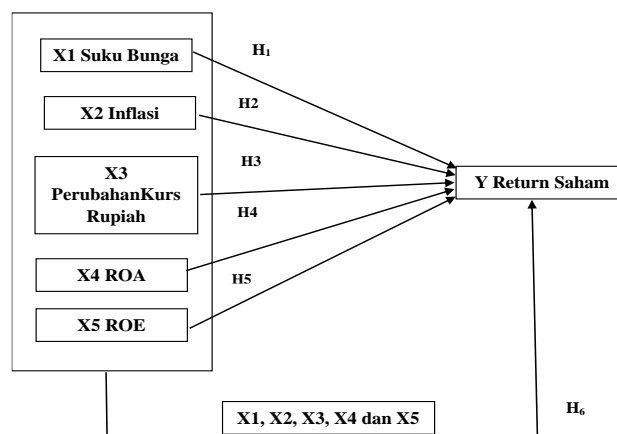 X1 Suku Bunga
H1
X2 Inflasi
H2
X3
PerubahanKurs
Rupiah
H3
Y Return Saham
H4
X4 ROA
H5
X5 ROE
X1, X2, X3, X4 dan X5
H6